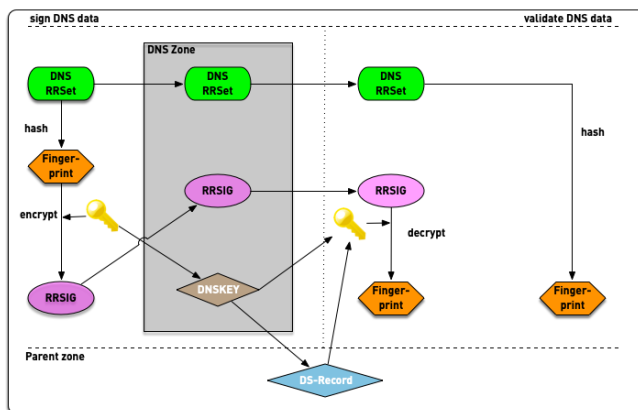 sign DNS data
validate DNS data
DNS Zone
DNS
RRSet
DNS
RRSet
DNS
RRSet
hash
hash
Finger-
print
RRSIG
RRSIG
encrypt
decrypt
RRSIG
DNSKEY
Finger-
print
Finger-
print
Parent zone
DS-Record